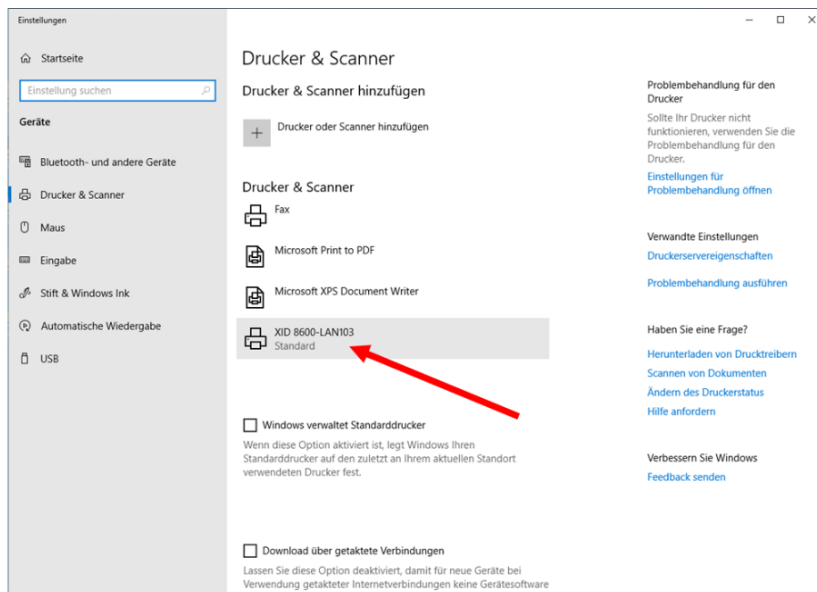 Einstellungen
Startseite
Einstellung suchen
Geräte
Bluetooth- und andere Geräte
Drucker & Scanner
Maus
Eingabe
Stift & Windows Ink
Automatische Wiedergabe
USB
Drucker & Scanner
Drucker & Scanner hinzufügen
Drucker oder Scanner hinzufügen
Drucker & Scanner
Fax
Microsoft Print to PDF
Microsoft XPS Document Writer
XID 8600-LAN103
Standard
Windows verwaltet Standarddrucker
Wenn diese Option aktiviert ist, legt Windows Ihren
Standarddrucker auf den zuletzt an Ihrem aktuellen Standort
verwendeten Drucker fest.
Download über getaktete Verbindungen
Lassen Sie diese Option deaktiviert, damit für neue Geräte bei
Verwendung getakteter Internetverbindungen keine Gerätesoftware
Problembehandlung für den
Drucker
Sollte Ihr Drucker nicht
funktionieren, verwenden Sie die
Problembehandlung für den
Drucker.
Einstellungen für
Problembehandlung öffnen
Verwandte Einstellungen
Druckerservereigenschaften
Problembehandlung ausführen
Haben Sie eine Frage?
Herunterladen von Drucktreibern
Scannen von Dokumenten
Ändern des Druckerstatus
Hilfe anfordern
Verbessern Sie Windows
Feedback senden